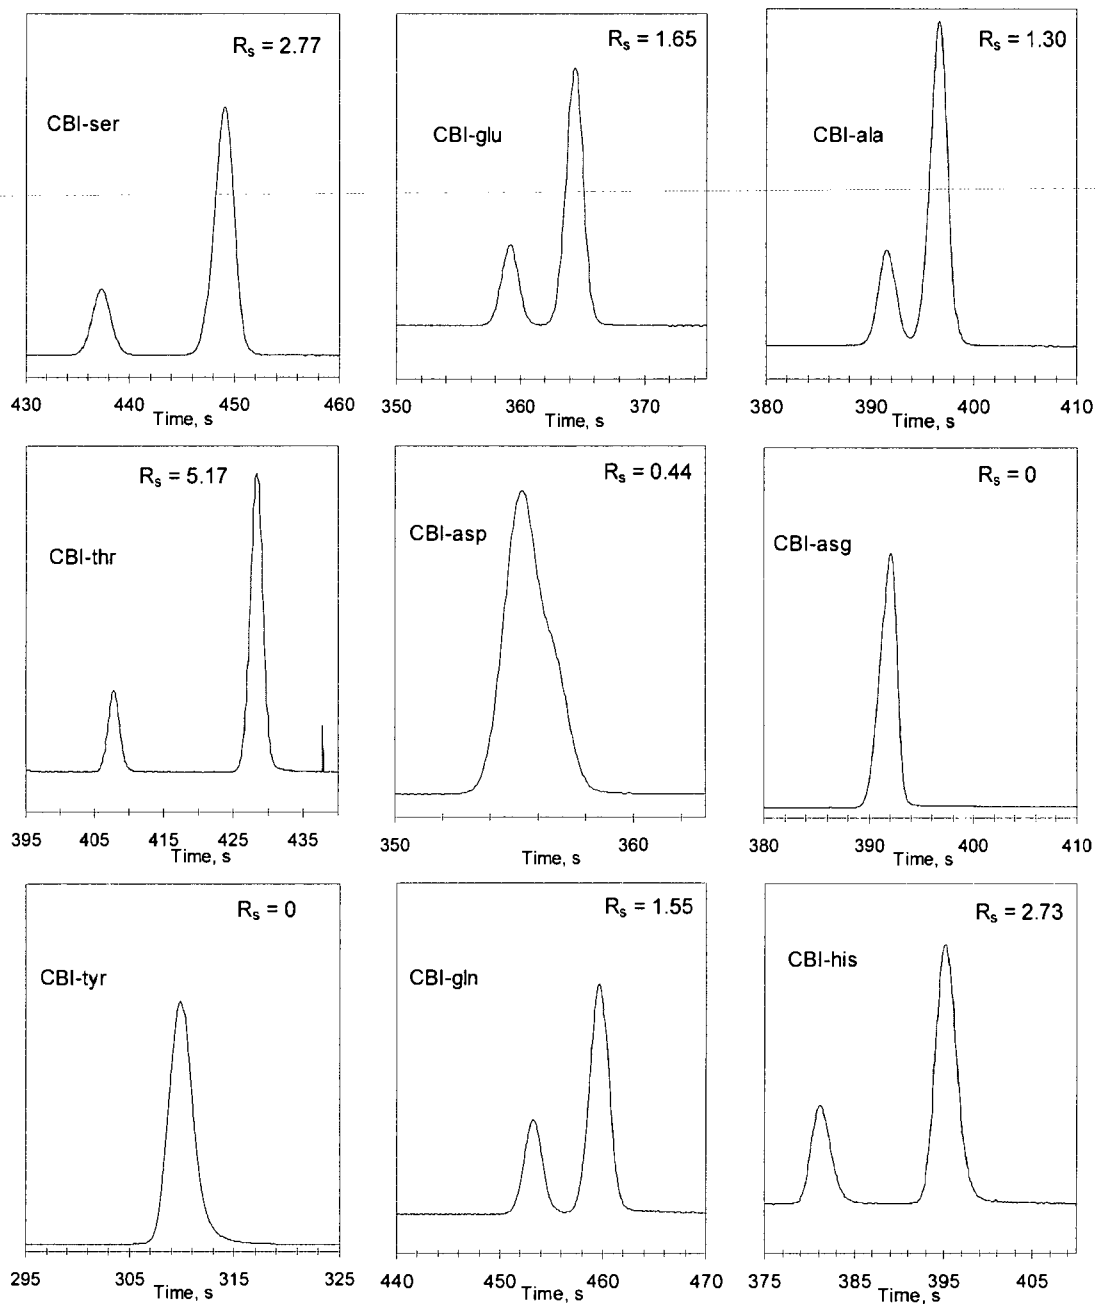 Rₛ = 2.77
CBI-ser
430 440 450 460
Time, s
Rₛ = 1.65
CBI-glu
350 360 370
Time, s
Rₛ = 1.30
CBI-ala
380 390 400 410
Time, s
Rₛ = 5.17
CBI-thr
395 405 415 425 435
Time, s
Rₛ = 0.44
CBI-asp
350 360
Time, s
Rₛ = 0
CBI-asg
380 390 400 410
Time, s
Rₛ = 0
CBI-tyr
295 305 315 325
Time, s
Rₛ = 1.55
CBI-gln
440 450 460 470
Time, s
Rₛ = 2.73
CBI-his
375 385 395 405
Time, s